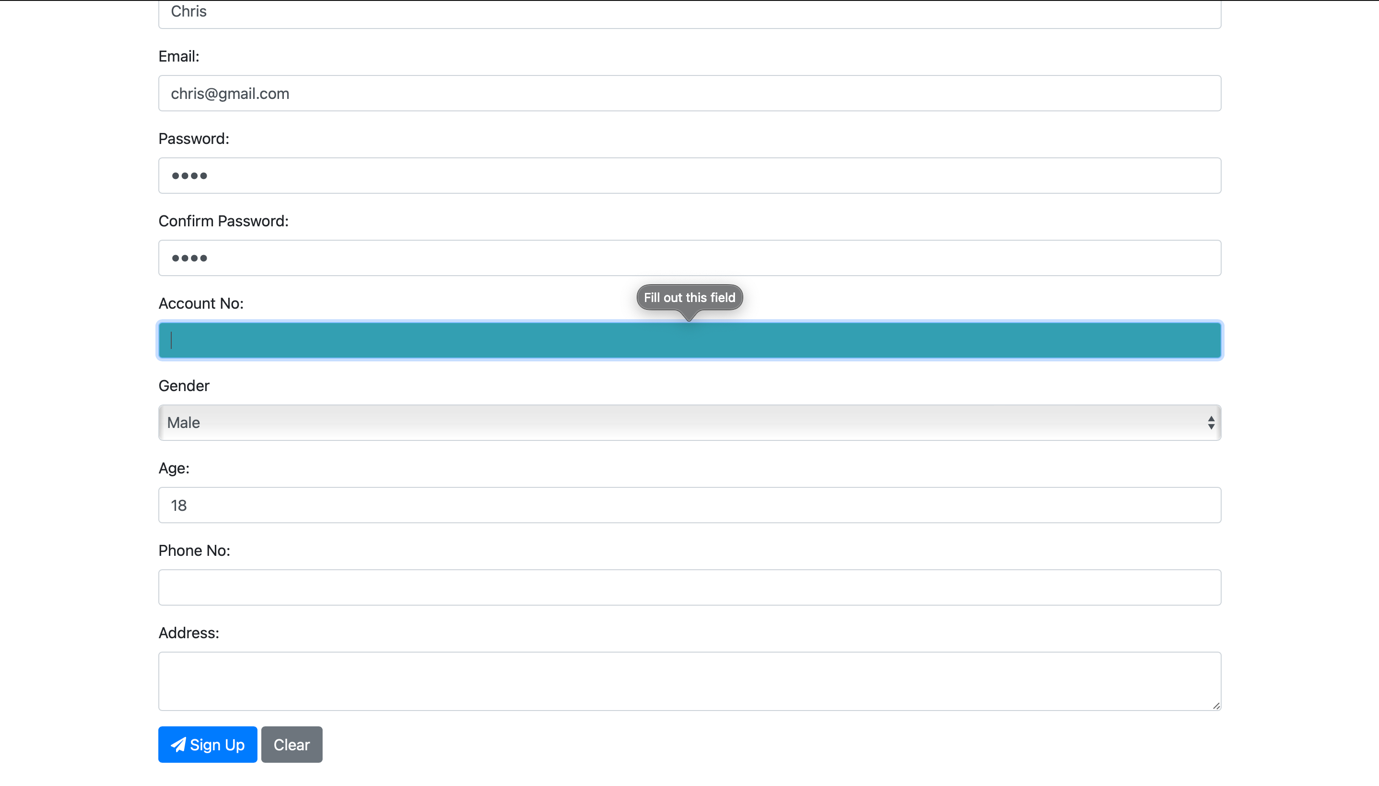 Chris
Email:
chris@gmail.com
Password:
••••
Confirm Password:
••••
Account No:
Fill out this field
Gender
Male
Age:
18
Phone No:
Address:
Sign Up
Clear